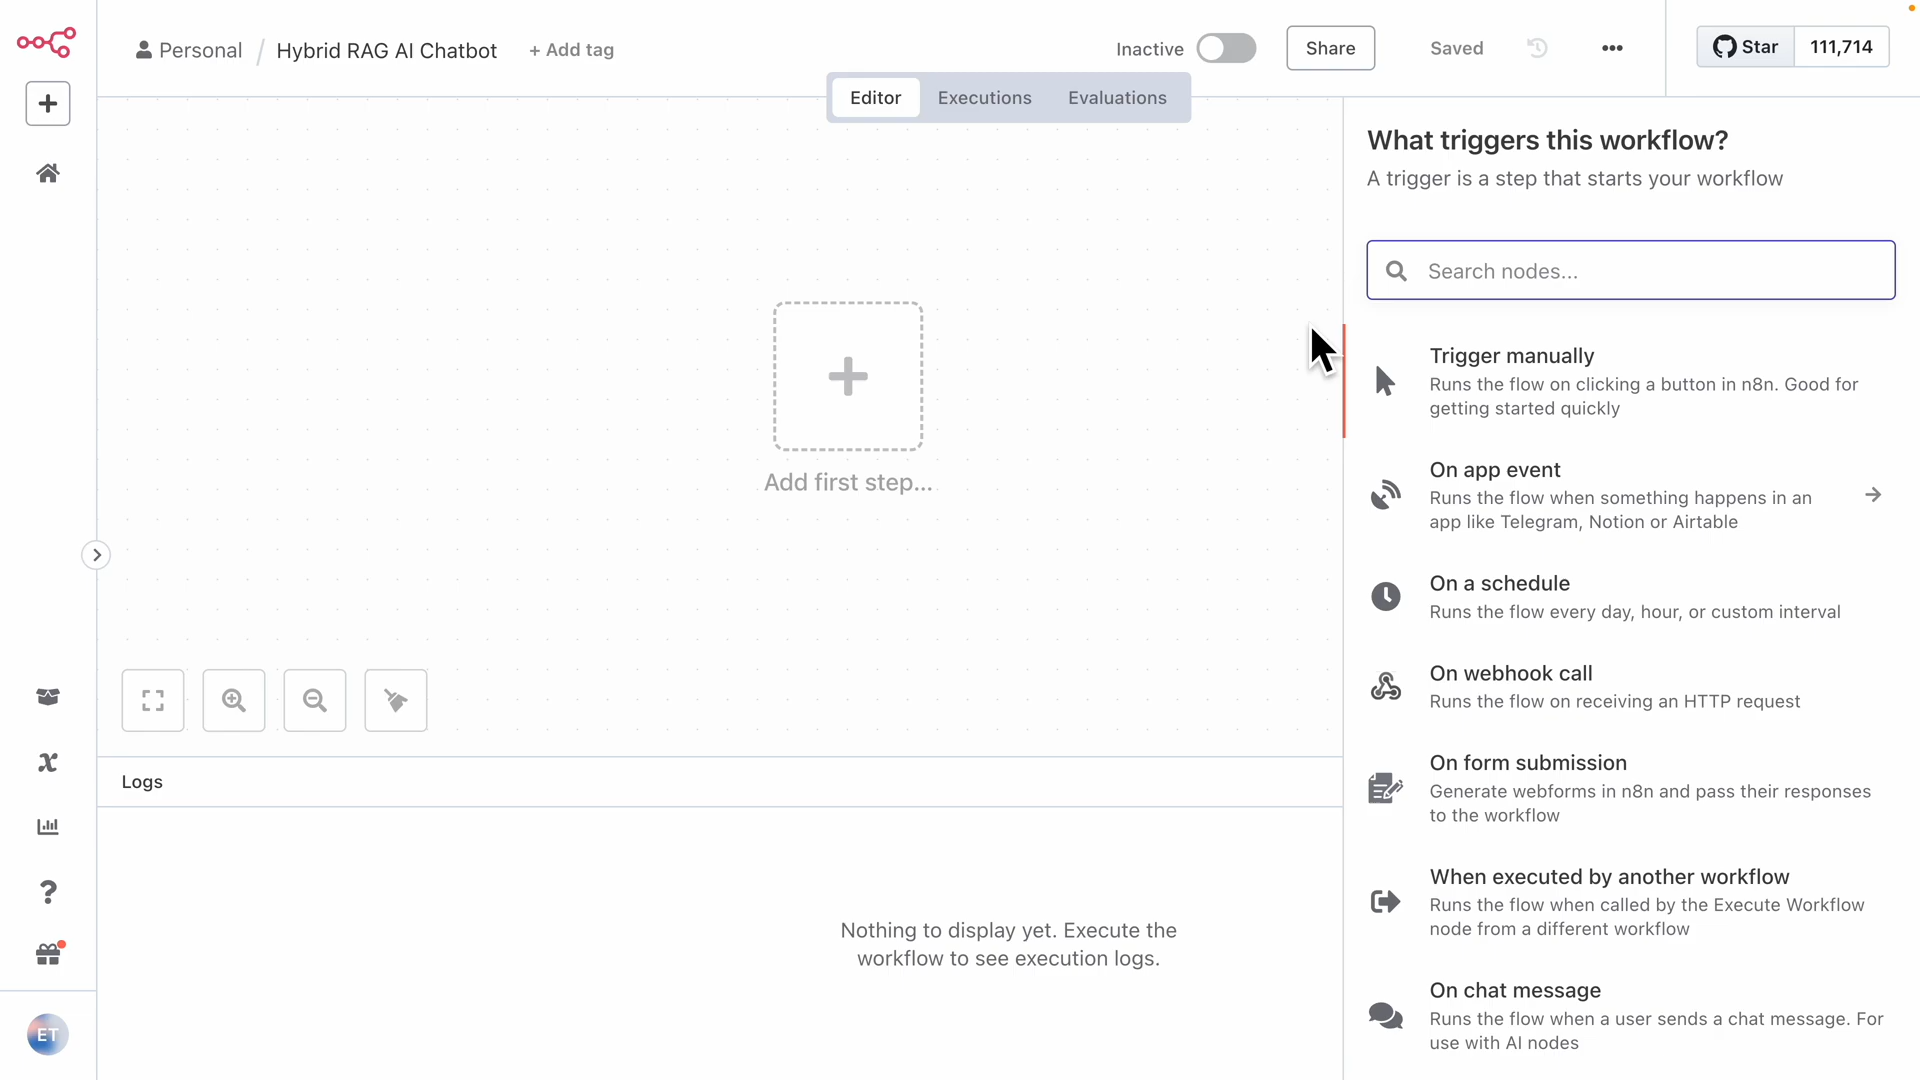 Personal / Hybrid RAG AI Chatbot + Add tag
Inactive
Share
Saved
Star 111,714
Editor Executions Evaluations
Add first step...
Logs
Nothing to display yet. Execute the
workflow to see execution logs.
ET
What triggers this workflow?
A trigger is a step that starts your workflow
Search nodes...
Trigger manually
Runs the flow on clicking a button in n8n. Good for
getting started quickly
On app event
Runs the flow when something happens in an
app like Telegram, Notion or Airtable
On a schedule
Runs the flow every day, hour, or custom interval
On webhook call
Runs the flow on receiving an HTTP request
On form submission
Generate webforms in n8n and pass their responses
to the workflow
When executed by another workflow
Runs the flow when called by the Execute Workflow
node from a different workflow
On chat message
Runs the flow when a user sends a chat message. For
use with AI nodes